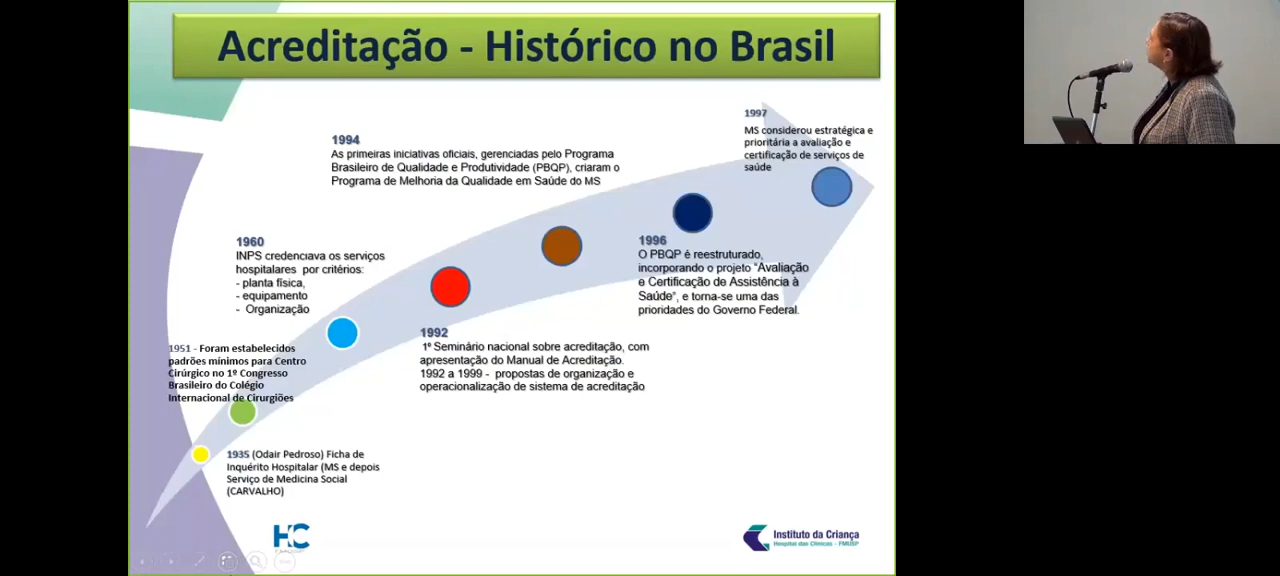 Acreditação - Histórico no Brasil
1997
MS considerou estratégica e
prioritária a avaliação e
certificação de serviços de
saúde
1994
As primeiras iniciativas oficiais, gerenciadas pelo Programa
Brasileiro de Qualidade e Produtividade (PBQP), criaram o
Programa de Melhoria da Qualidade em Saúde do MS
1996
O PBQP é reestruturado,
incorporando o projeto "Avaliação
e Certificação de Assistência à
Saúde", e torna-se uma das
prioridades do Governo Federal.
1960
INPS credenciava os serviços
hospitalares por critérios:
- planta física,
- equipamento
- Organização
1992
1º Seminário nacional sobre acreditação, com
apresentação do Manual de Acreditação.
1992 a 1999 - propostas de organização e
operacionalização de sistema de acreditação
1951 - Foram estabelecidos
padrões mínimos para Centro
Cirúrgico no 1º Congresso
Brasileiro do Colégio
Internacional de Cirurgiões
1935 (Odair Pedroso) Ficha de
Inquérito Hospitalar (MS e depois
Serviço de Medicina Social
(CARVALHO)
HC
FMUSP
Instituto da Criança
Hospital das Clínicas - FMUSP